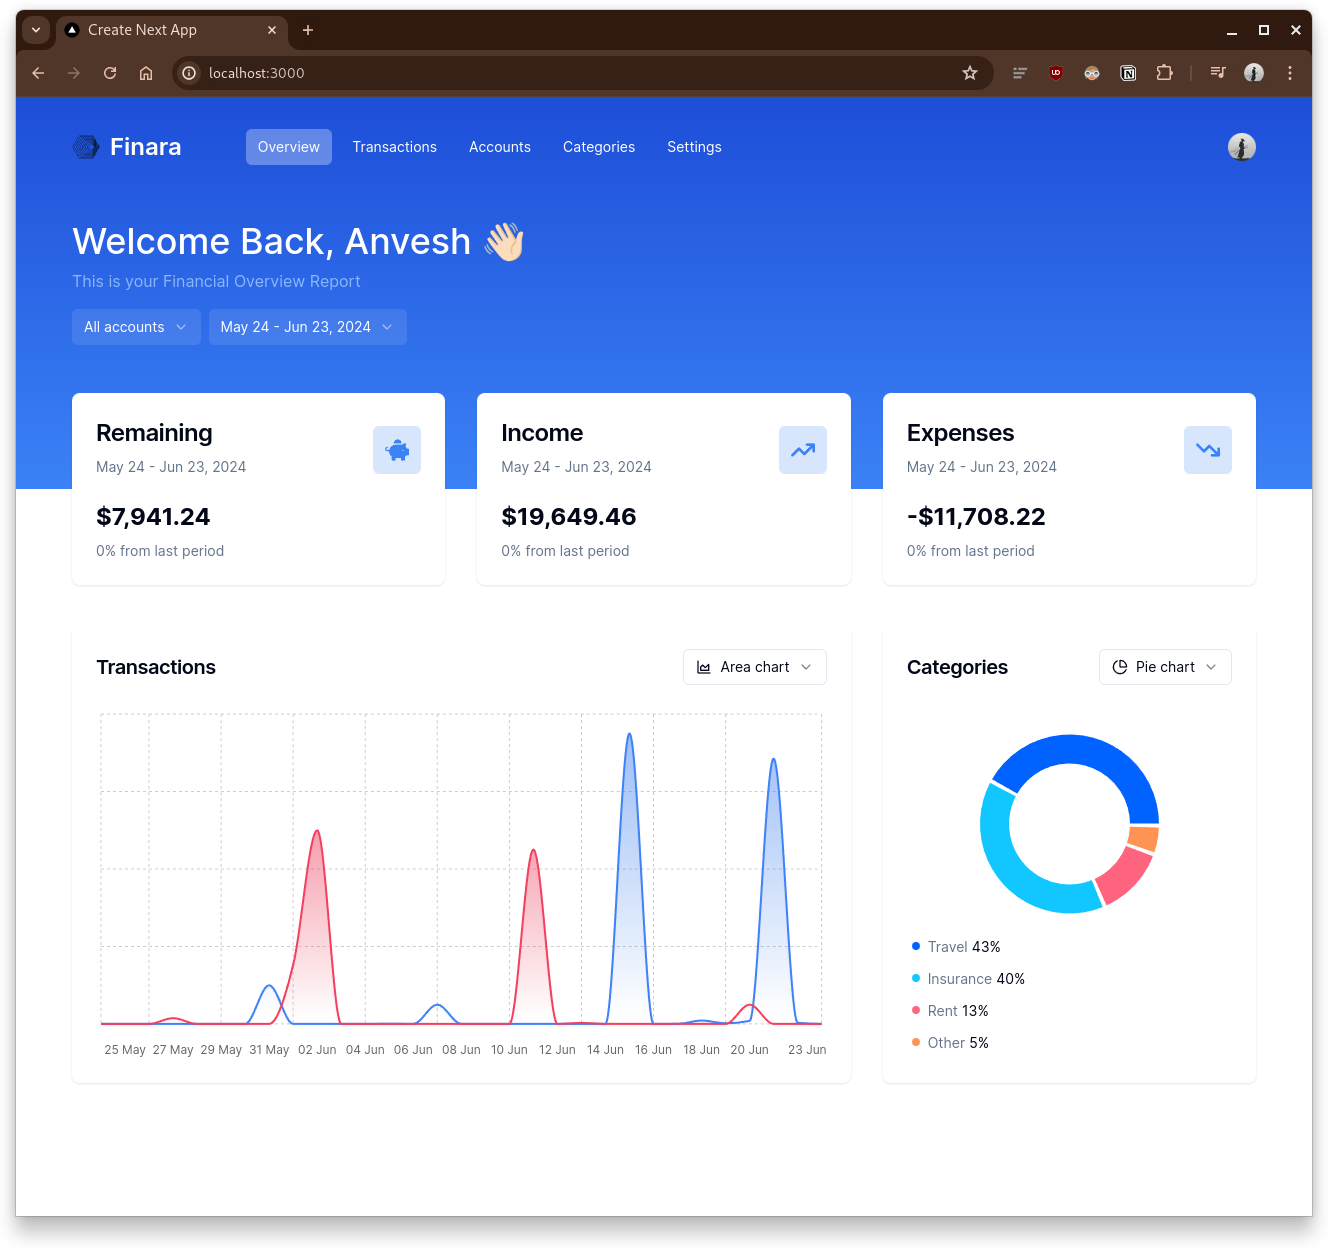 Create Next App
localhost:3000
Finara
Overview Transactions Accounts Categories Settings
Welcome Back, Anvesh 👋🏻
This is your Financial Overview Report
All accounts May 24 - Jun 23, 2024
Remaining
May 24 - Jun 23, 2024
$7,941.24
0% from last period
Income
May 24 - Jun 23, 2024
$19,649.46
0% from last period
Expenses
May 24 - Jun 23, 2024
-$11,708.22
0% from last period
Transactions
Area chart
25 May 27 May 29 May 31 May 02 Jun 04 Jun 06 Jun 08 Jun 10 Jun 12 Jun 14 Jun 16 Jun 18 Jun 20 Jun 23 Jun
Categories
Pie chart
Travel 43%
Insurance 40%
Rent 13%
Other 5%